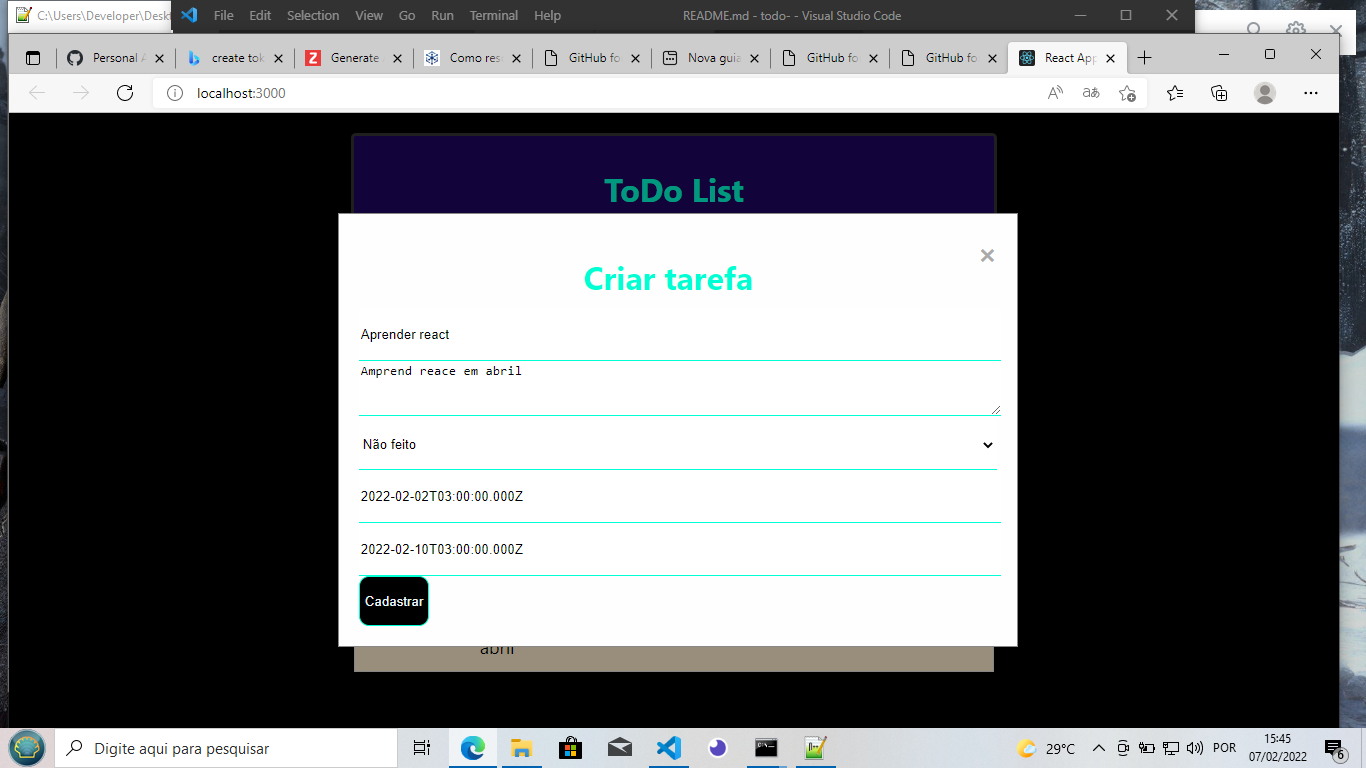 C:\Users\Developer\Desk
File Edit Selection View Go Run Terminal Help
README.md - todo- - Visual Studio Code
Personal A
create tok
Generate
Como res
GitHub fo
Nova guia
GitHub fo
GitHub fo
React App
localhost:3000
ToDo List
Criar tarefa
Aprender react
Amprend reace em abril
Não feito
2022-02-02T03:00:00.000Z
2022-02-10T03:00:00.000Z
Cadastrar
abril
Digite aqui para pesquisar
29°C
POR
15:45
07/02/2022
6